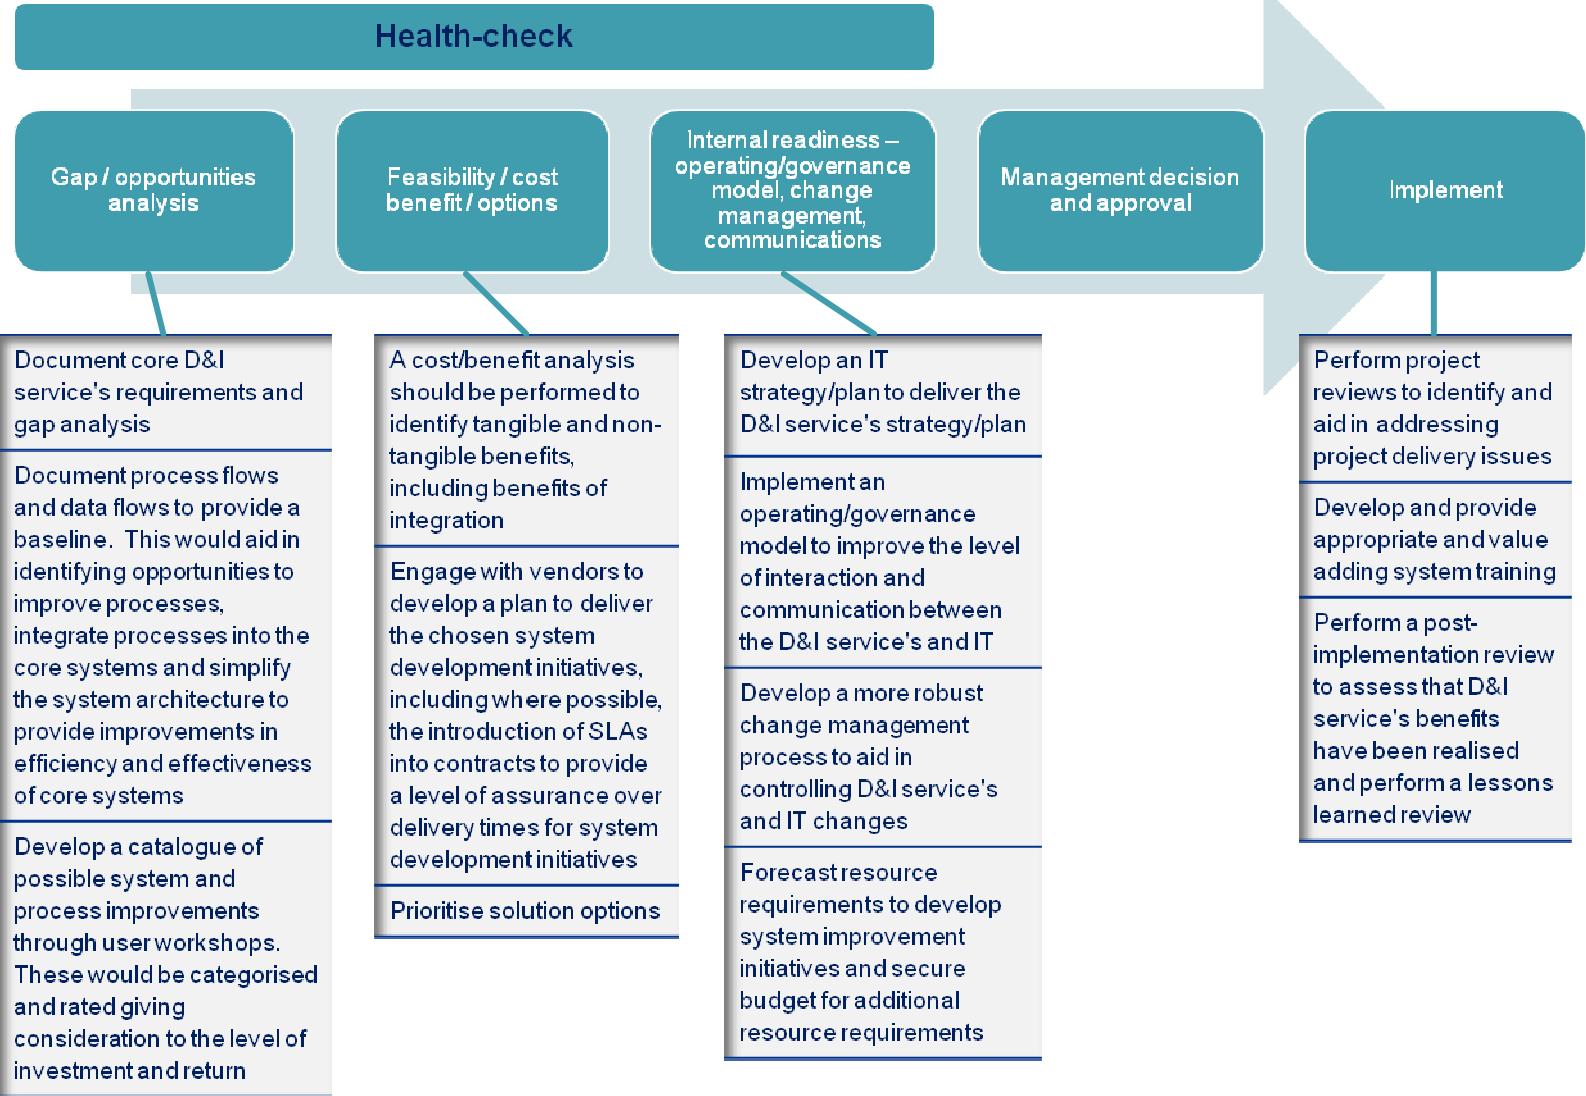 Health-check
Gap / opportunities
analysis
Feasibility / cost
benefit / options
Internal readiness –
operating/governance
model, change
management,
communications
Management decision
and approval
Implement
Document core D&I
service's requirements and
gap analysis
Document process flows
and data flows to provide a
baseline.  This would aid in
identifying opportunities to
improve processes,
integrate processes into the
core systems and simplify
the system architecture to
provide improvements in
efficiency and effectiveness
of core systems
Develop a catalogue of
possible system and
process improvements
through user workshops.
These would be categorised
and rated giving
consideration to the level of
investment and return
A cost/benefit analysis
should be performed to
identify tangible and non-
tangible benefits,
including benefits of
integration
Engage with vendors to
develop a plan to deliver
the chosen system
development initiatives,
including where possible,
the introduction of SLAs
into contracts to provide
a level of assurance over
delivery times for system
development initiatives
Prioritise solution options
Develop an IT
strategy/plan to deliver the
D&I service's strategy/plan
Implement an
operating/governance
model to improve the level
of interaction and
communication between
the D&I service's and IT
Develop a more robust
change management
process to aid in
controlling D&I service's
and IT changes
Forecast resource
requirements to develop
system improvement
initiatives and secure
budget for additional
resource requirements
Perform project
reviews to identify and
aid in addressing
project delivery issues
Develop and provide
appropriate and value
adding system training
Perform a post-
implementation review
to assess that D&I
service's benefits
have been realised
and perform a lessons
learned review